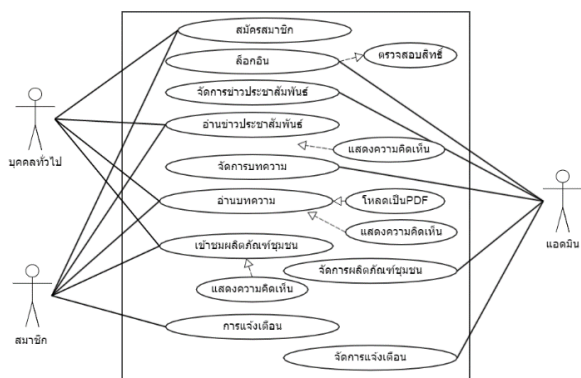 สมัครสมาชิก
ล็อกอิน
ตรวจสอบสิทธิ์
จัดการข่าวประชาสัมพันธ์
อ่านข่าวประชาสัมพันธ์
แสดงความคิดเห็น
บุคคลทั่วไป
จัดการบทความ
อ่านบทความ
โหลดเป็นPDF
แสดงความคิดเห็น
แอดมิน
เข้าชมผลิตภัณฑ์ชุมชน
จัดการผลิตภัณฑ์ชุมชน
แสดงความคิดเห็น
การแจ้งเตือน
สมาชิก
จัดการแจ้งเตือน